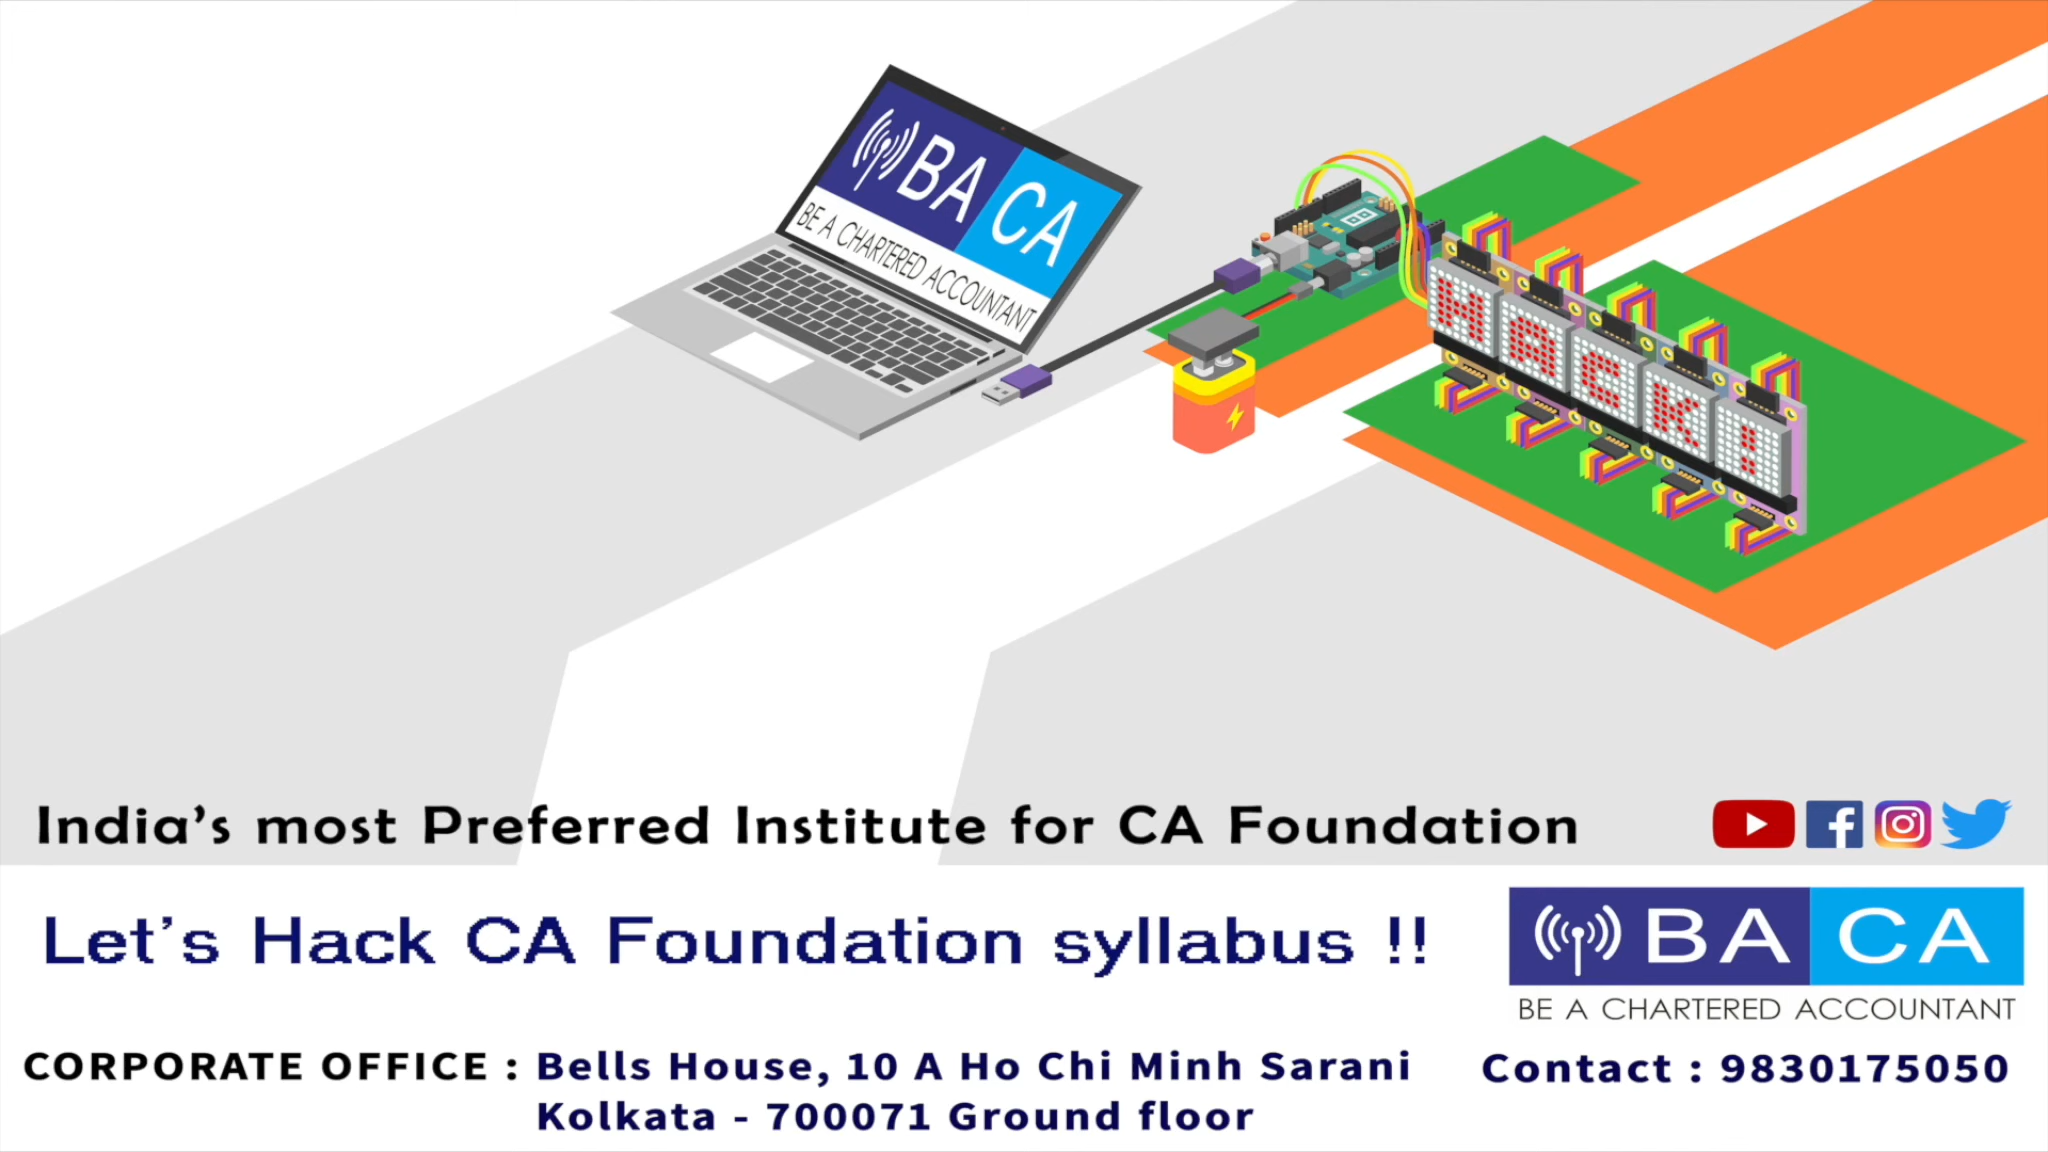 BA CA
BE A CHARTERED ACCOUNTANT
HACK!
India's most Preferred Institute for CA Foundation
Let's Hack CA Foundation syllabus !!
BA CA
BE A CHARTERED ACCOUNTANT
CORPORATE OFFICE : Bells House, 10 A Ho Chi Minh Sarani
Kolkata - 700071 Ground floor
Contact : 9830175050